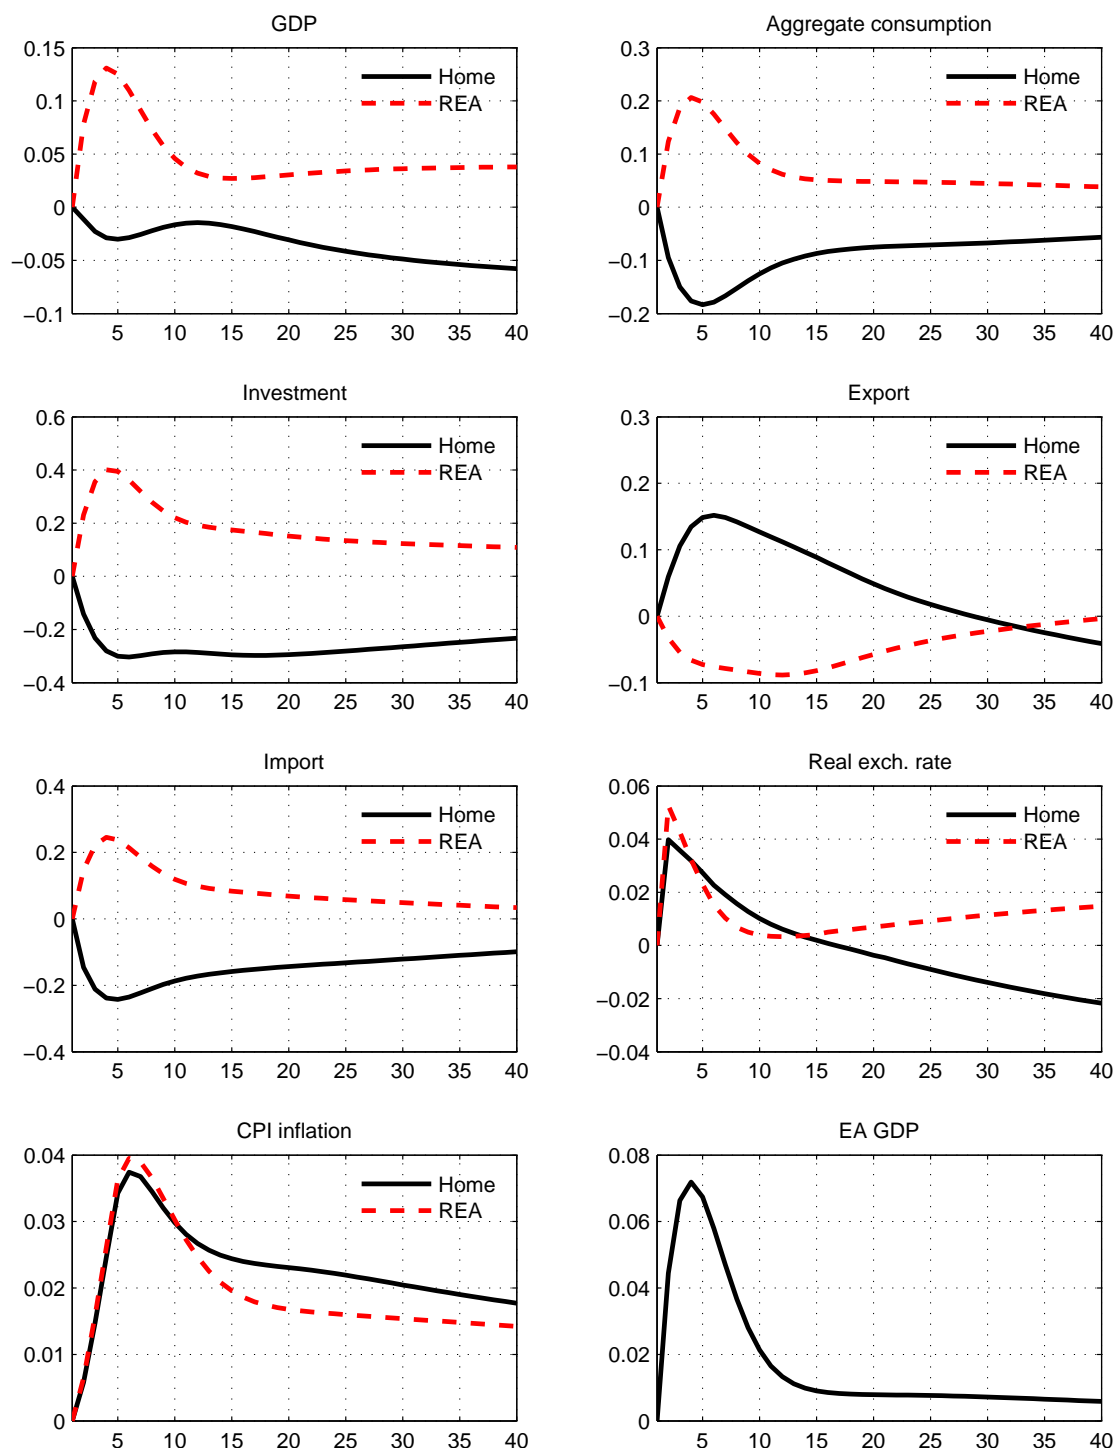 GDP
0.15
0.1
0.05
0
−0.05
−0.1
Home
REA
5 10 15 20 25 30 35 40
Aggregate consumption
0.3
0.2
0.1
0
−0.1
−0.2
Home
REA
5 10 15 20 25 30 35 40
Investment
0.6
0.4
0.2
0
−0.2
−0.4
Home
REA
5 10 15 20 25 30 35 40
Export
0.3
0.2
0.1
0
−0.1
Home
REA
5 10 15 20 25 30 35 40
Import
0.4
0.2
0
−0.2
−0.4
Home
REA
5 10 15 20 25 30 35 40
Real exch. rate
0.06
0.04
0.02
0
−0.02
−0.04
Home
REA
5 10 15 20 25 30 35 40
CPI inflation
0.04
0.03
0.02
0.01
0
Home
REA
5 10 15 20 25 30 35 40
EA GDP
0.08
0.06
0.04
0.02
0
5 10 15 20 25 30 35 40